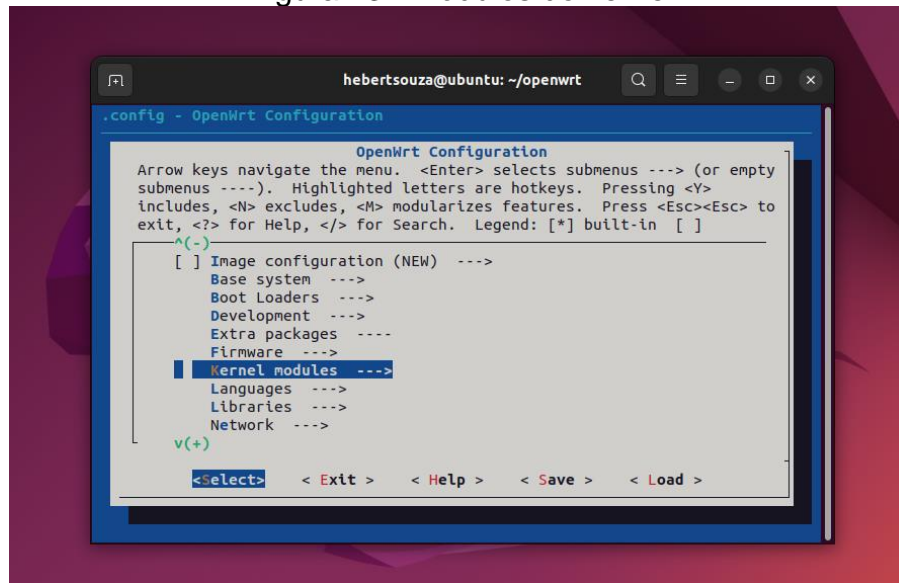 hebertsouza@ubuntu: ~/openwrt
.config - OpenWrt Configuration
OpenWrt Configuration
Arrow keys navigate the menu. <Enter> selects submenus ---> (or empty
submenus ----). Highlighted letters are hotkeys. Pressing <Y>
includes, <N> excludes, <M> modularizes features. Press <Esc><Esc> to
exit, <?> for Help, </> for Search. Legend: [*] built-in [ ]
^(-)
[ ] Image configuration (NEW) --->
Base system --->
Boot Loaders --->
Development --->
Extra packages ----
Firmware --->
Kernel modules --->
Languages --->
Libraries --->
Network --->
v(+)
<Select> < Exit > < Help > < Save > < Load >